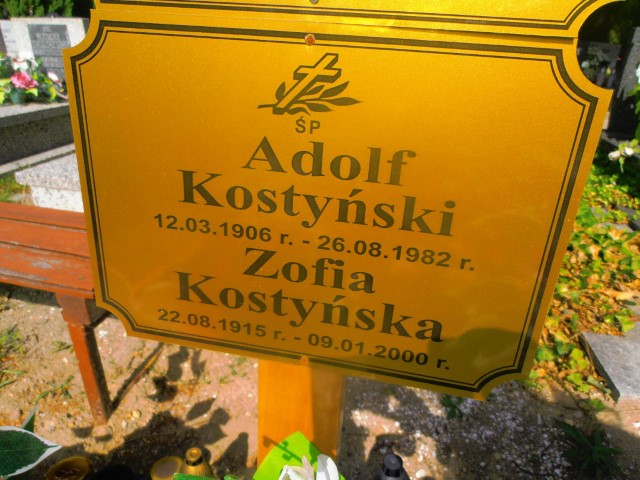 ŚP
Adolf
Kostyński
12.03.1906 r. - 26.08.1982 r.
Zofia
Kostyńska
22.08.1915 r. - 09.01.2000 r.